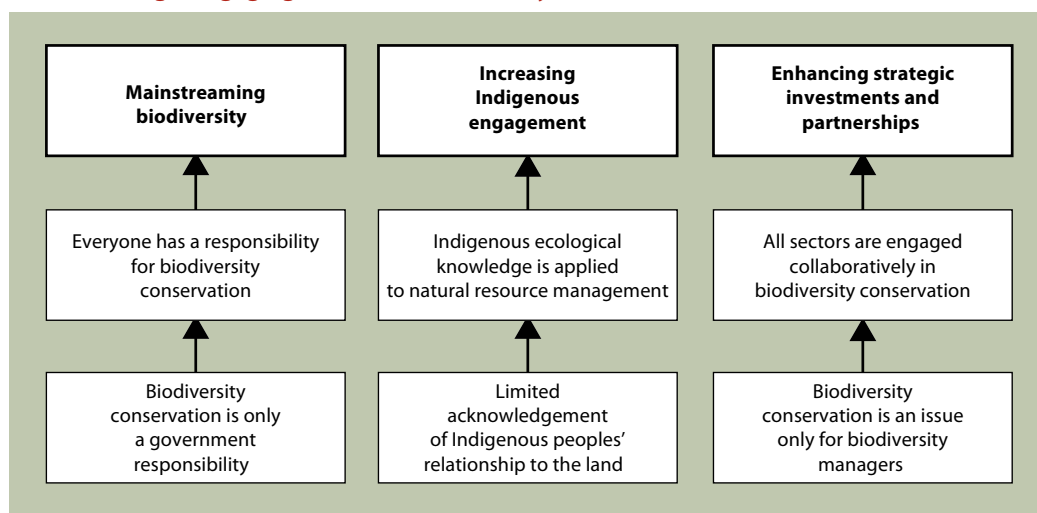 Mainstreaming
biodiversity
Increasing
Indigenous
engagement
Enhancing strategic
investments and
partnerships
Everyone has a responsibility
for biodiversity
conservation
Indigenous ecological
knowledge is applied
to natural resource management
All sectors are engaged
collaboratively in
biodiversity conservation
Biodiversity
conservation is only
a government
responsibility
Limited
acknowledgement
of Indigenous peoples’
relationship to the land
Biodiversity
conservation is an issue
only for biodiversity
managers